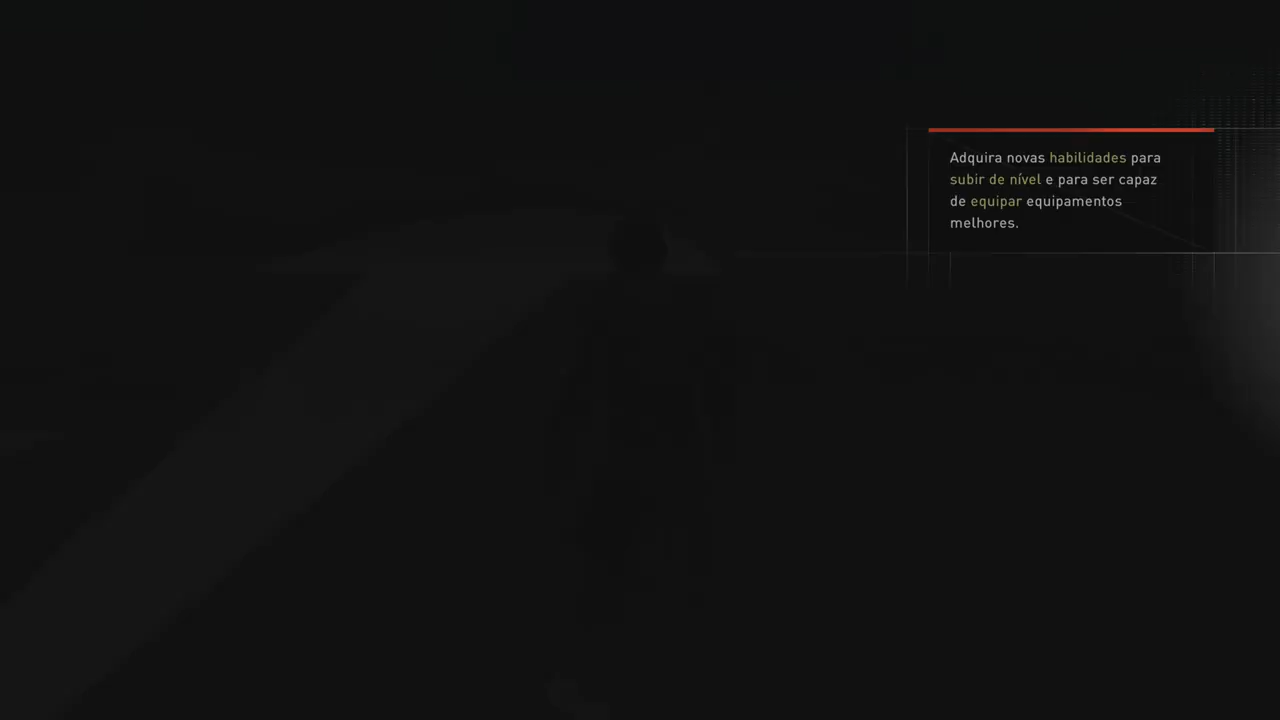 Adquira novas habilidades para
subir de nível e para ser capaz
de equipar equipamentos
melhores.